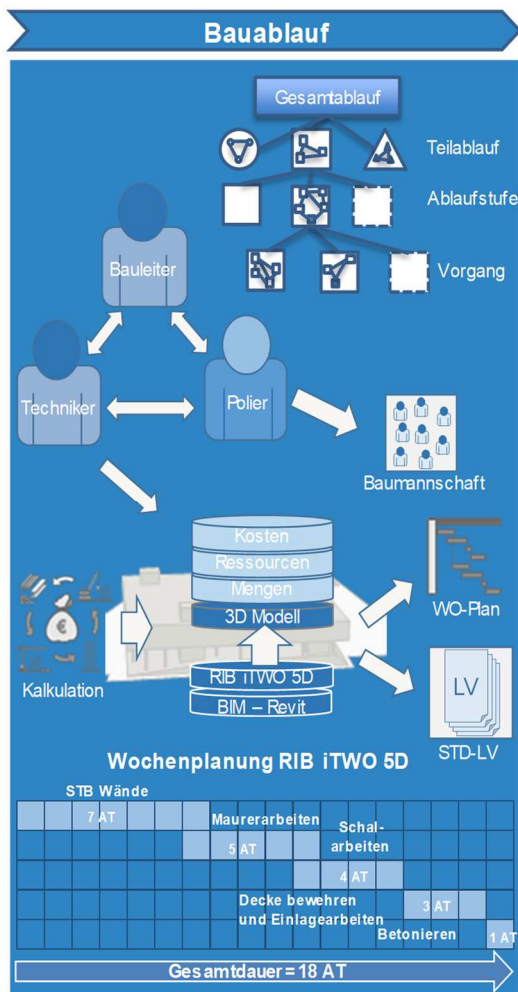 Bauablauf
Gesamtablauf
Teilablauf
Ablaufstufe
Vorgang
Bauleiter
Techniker
Polier
Baumannschaft
Kosten
Ressourcen
Mengen
3D Modell
Kalkulation
€
WO-Plan
RIB iTWO 5D
BIM – Revit
LV
STD-LV
Wochenplanung RIB iTWO 5D
STB Wände
7 AT
Maurerarbeiten
5 AT
Schal-
arbeiten
4 AT
Decke bewehren
und Einlagearbeiten
3 AT
Betonieren
1 AT
Gesamtdauer = 18 AT